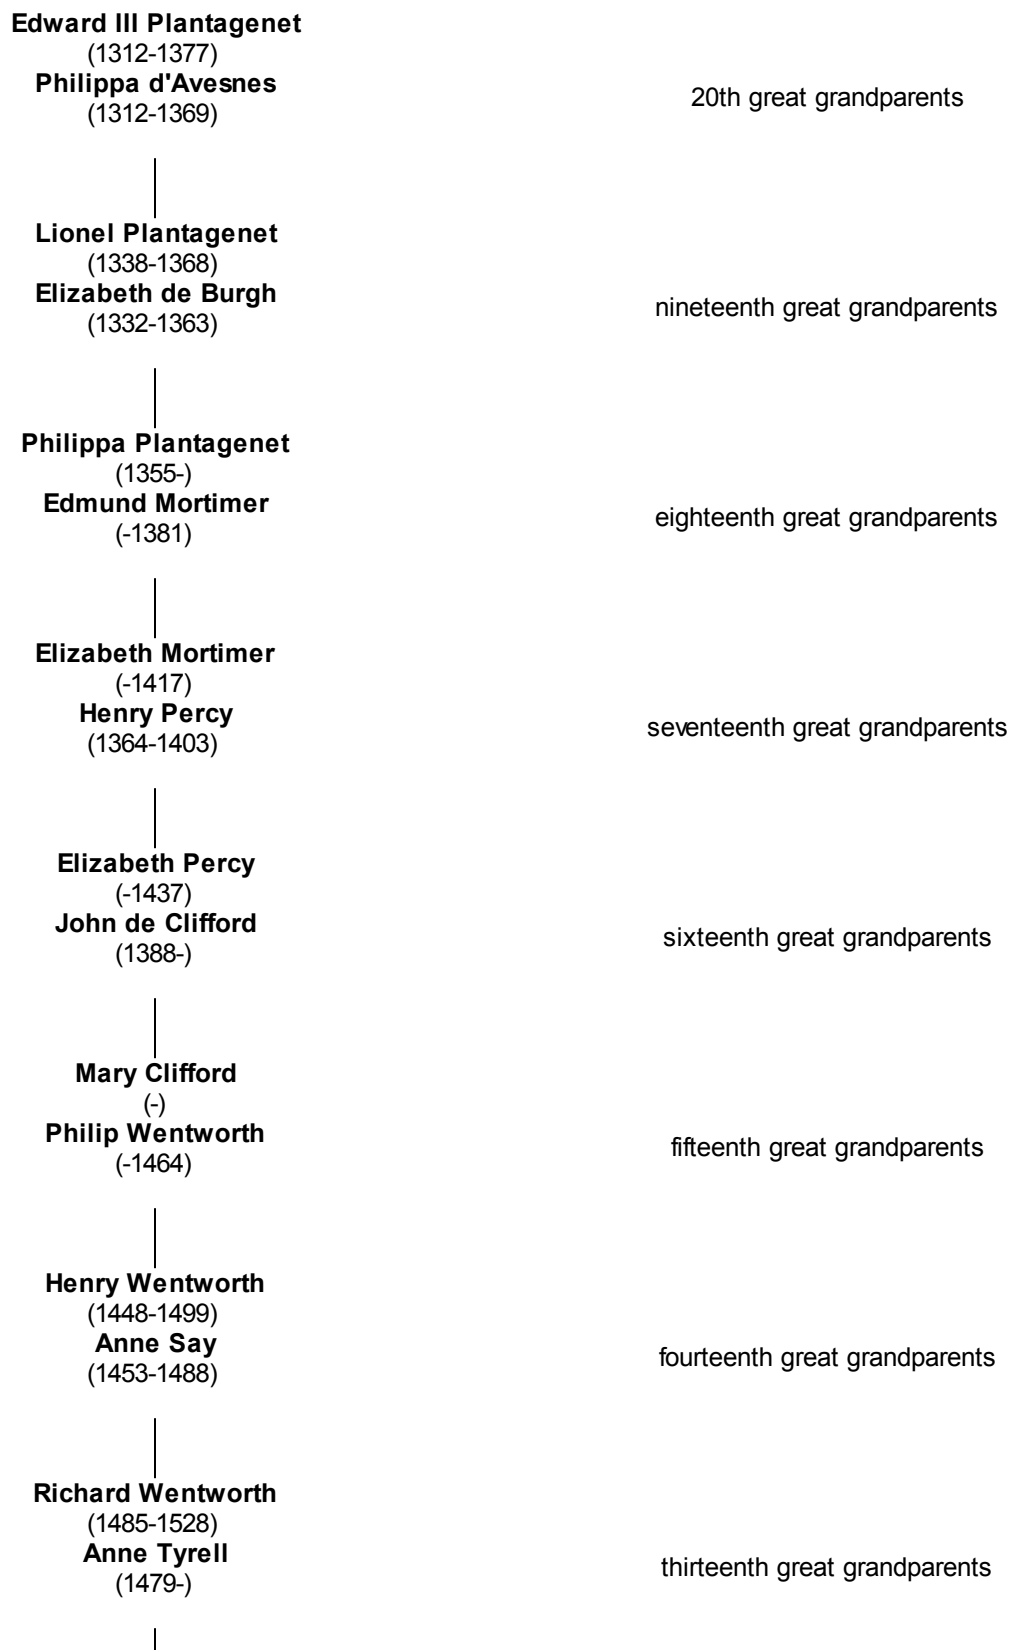 Edward III Plantagenet
(1312-1377)
Philippa d'Avesnes
(1312-1369)
20th great grandparents
Lionel Plantagenet
(1338-1368)
Elizabeth de Burgh
(1332-1363)
nineteenth great grandparents
Philippa Plantagenet
(1355-)
Edmund Mortimer
(-1381)
eighteenth great grandparents
Elizabeth Mortimer
(-1417)
Henry Percy
(1364-1403)
seventeenth great grandparents
Elizabeth Percy
(-1437)
John de Clifford
(1388-)
sixteenth great grandparents
Mary Clifford
(-)
Philip Wentworth
(-1464)
fifteenth great grandparents
Henry Wentworth
(1448-1499)
Anne Say
(1453-1488)
fourteenth great grandparents
Richard Wentworth
(1485-1528)
Anne Tyrell
(1479-)
thirteenth great grandparents